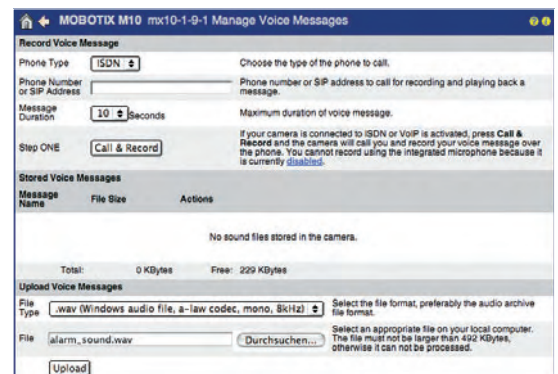 MOBOTIX M10 mx10-1-9-1 Manage Voice Messages
Record Voice Message
Phone Type ISDN Choose the type of the phone to call.
Phone Number or SIP Address Phone number or SIP address to call for recording and playing back a message.
Message Duration 10 Seconds Maximum duration of voice message.
Step ONE Call & Record If your camera is connected to ISDN or VoIP is activated, press Call & Record and the camera will call you and record your voice message over the phone. You cannot record using the integrated microphone because it is currently disabled.
Stored Voice Messages
Message Name File Size Actions
No sound files stored in the camera.
Total: 0 KBytes Free: 229 KBytes
Upload Voice Messages
File Type .wav (Windows audio file, a-law codec, mono, 8kHz) Select the file format, preferably the audio archive file format.
File alarm_sound.wav Durchsuchen... Select an appropriate file on your local computer. The file must not be larger than 492 KBytes, otherwise it can not be processed.
Upload